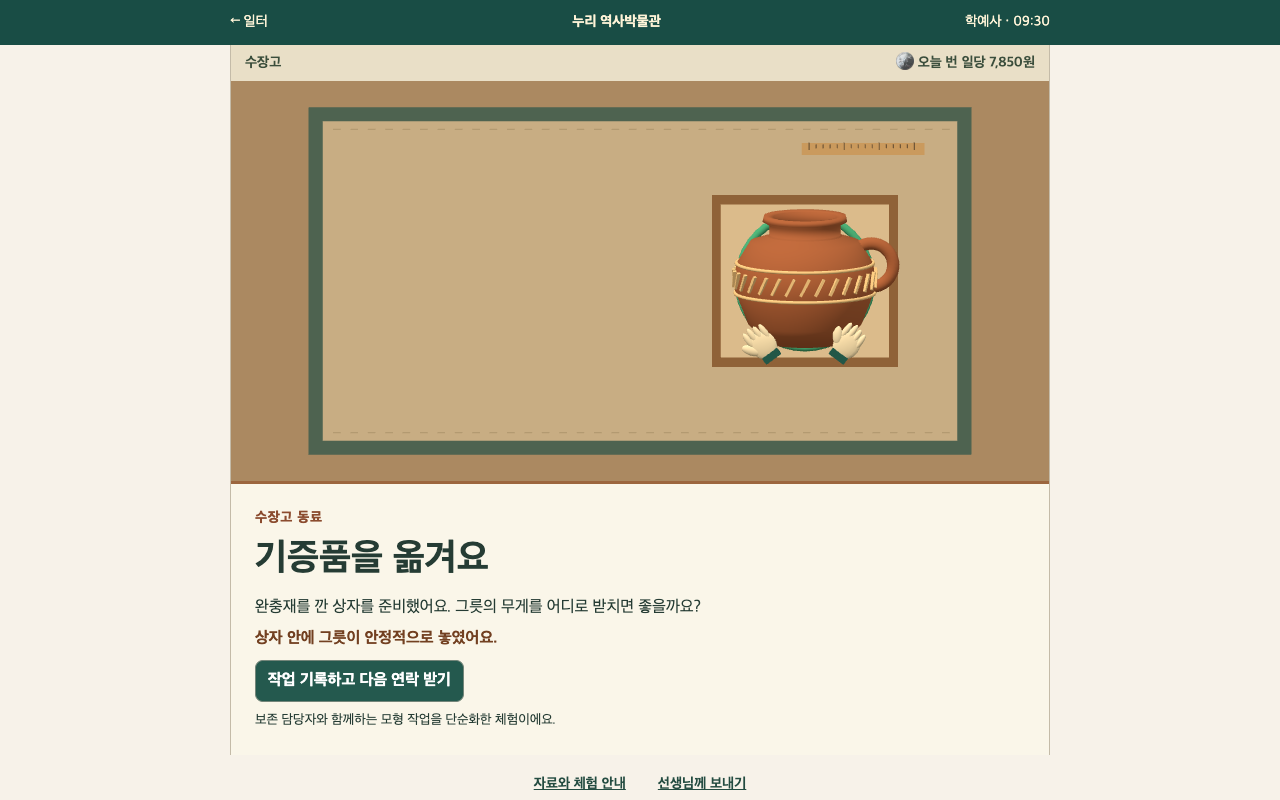 ← 일터
누리 역사박물관
학예사 · 09:30
수장고
오늘 번 일당 7,850원
수장고 동료
기증품을 옮겨요
완충재를 깐 상자를 준비했어요. 그릇의 무게를 어디로 받치면 좋을까요?
상자 안에 그릇이 안정적으로 놓였어요.
작업 기록하고 다음 연락 받기
보존 담당자와 함께하는 모형 작업을 단순화한 체험이에요.
자료와 체험 안내
선생님께 보내기